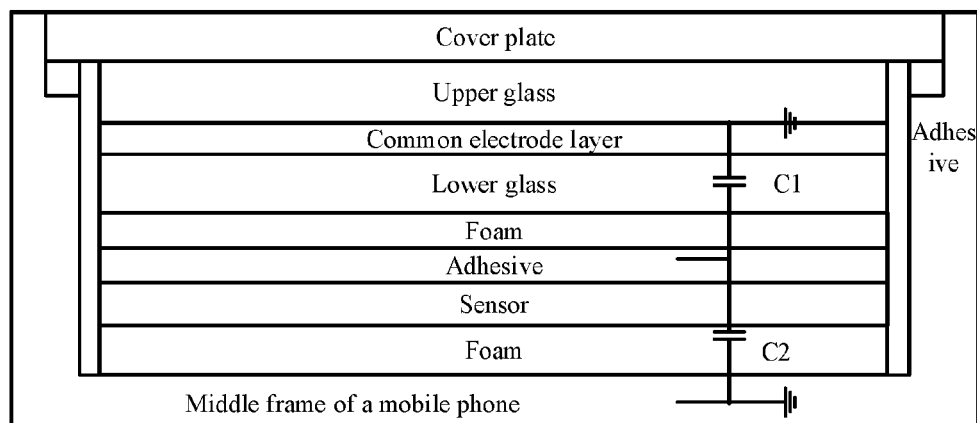 Cover plate
Upper glass
Common electrode layer
Adhes
ive
Lower glass
C1
Foam
Adhesive
Sensor
Foam
C2
Middle frame of a mobile phone